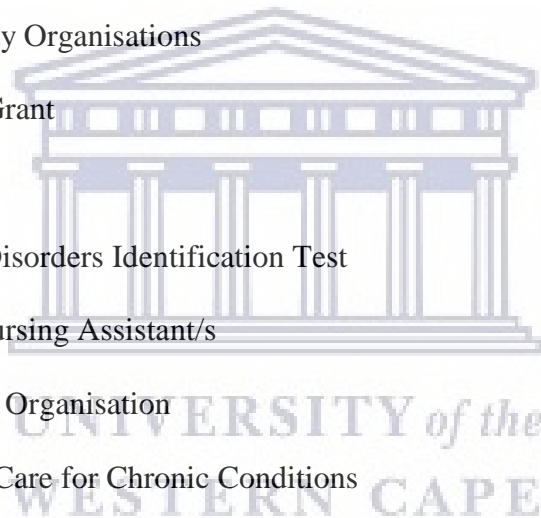 y Organisations
Grant
Disorders Identification Test
ursing Assistant/s
Organisation
UNIVERSITY of the
Care for Chronic Conditions
WESTERN CAPE